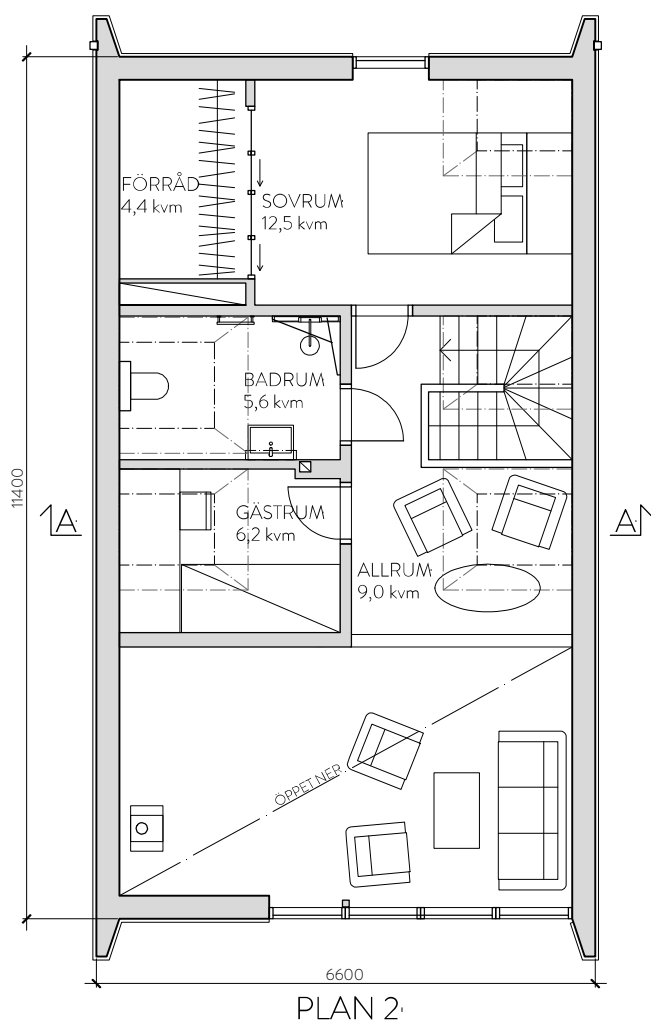 FÖRRÅD
4,4 kvm
SOVRUM
12,5 kvm
BADRUM
5,6 kvm
11400
A
GÄSTRUM
6,2 kvm
A
ALLRUM
9,0 kvm
ÖPPET NER
6600
PLAN 2